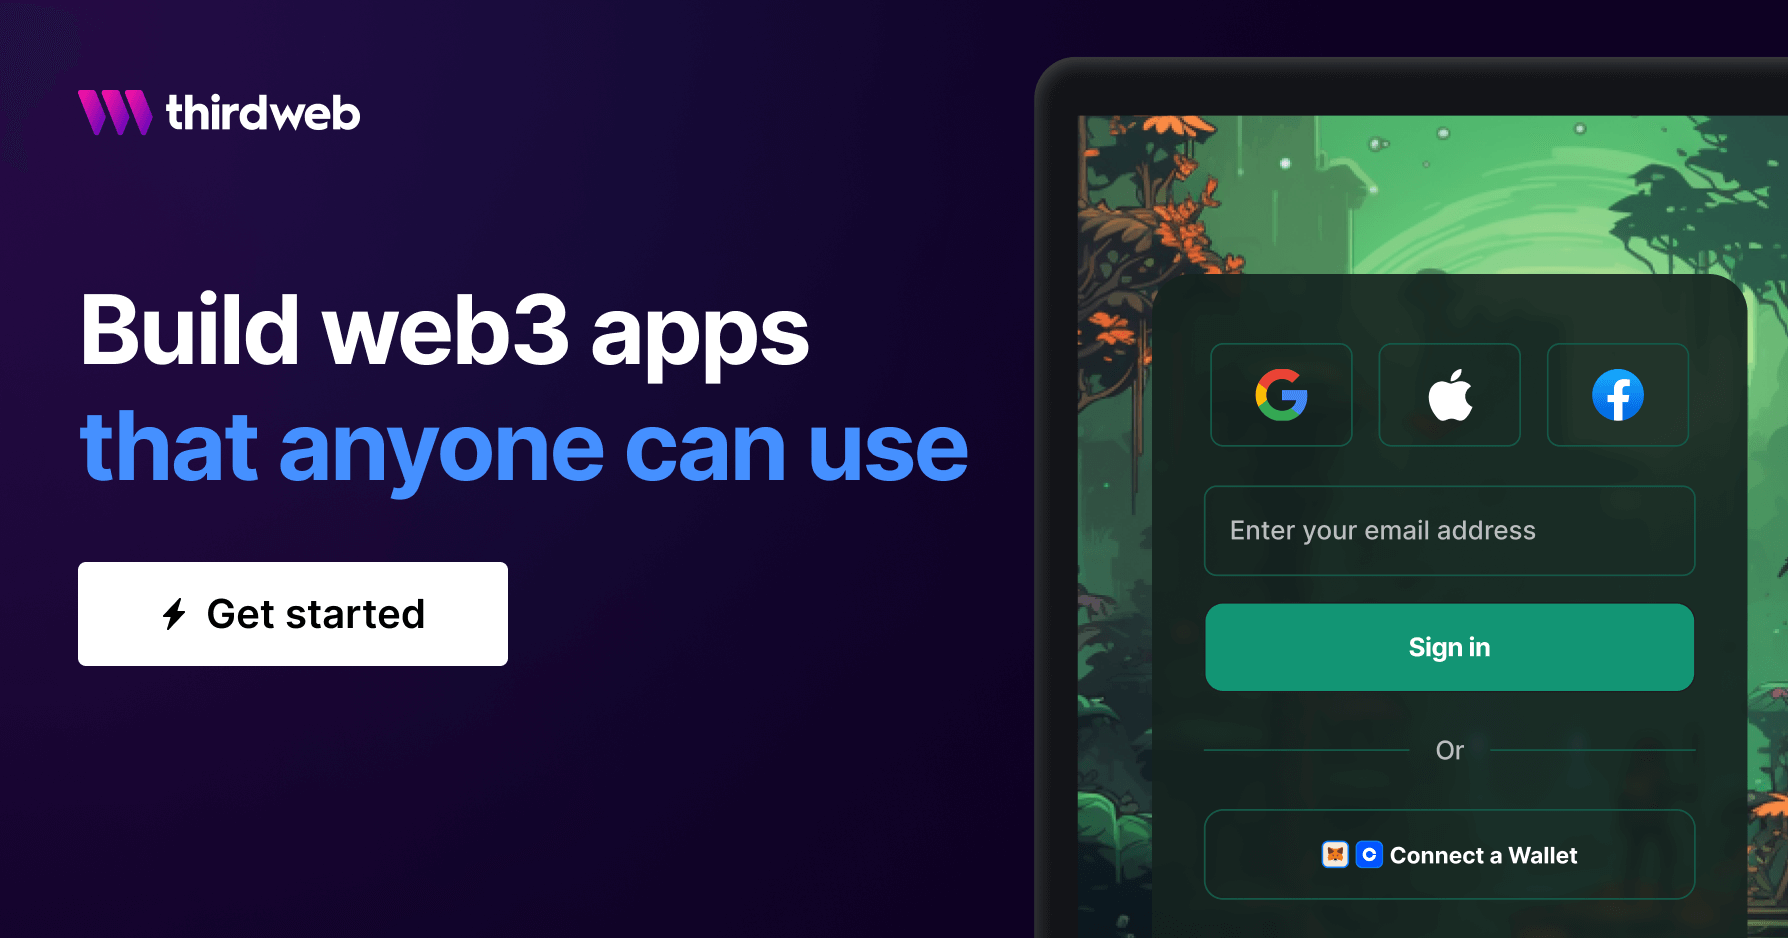 thirdweb
Build web3 apps
that anyone can use
Get started
Enter your email address
Sign in
Or
Connect a Wallet